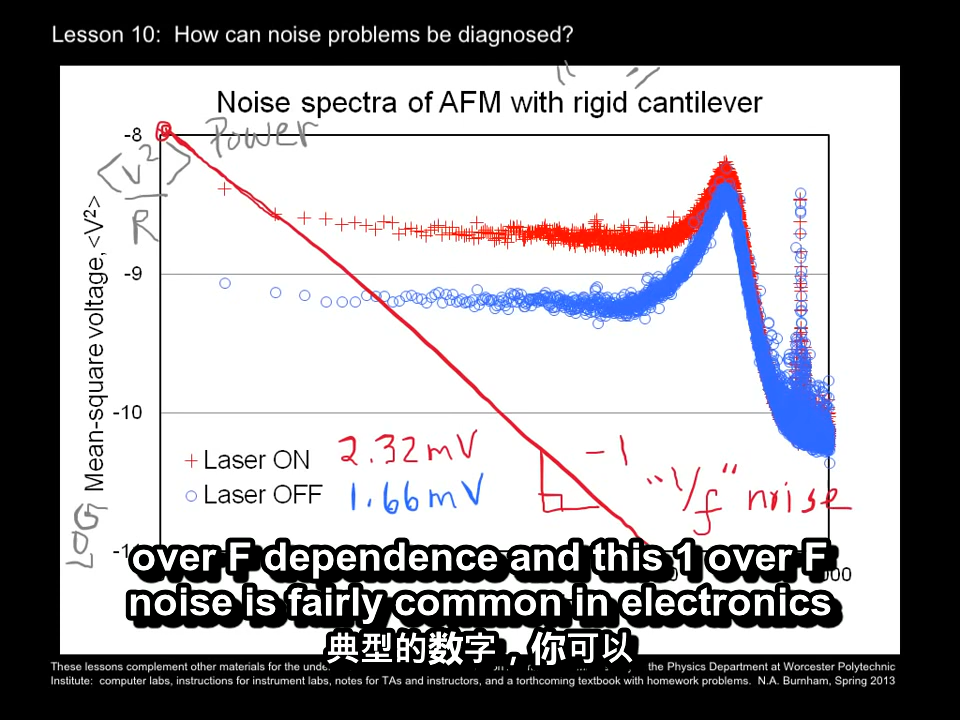 Lesson 10: How can noise problems be diagnosed?
Noise spectra of AFM with rigid cantilever
Power
<V²>
R
LOG Mean-square voltage, <V²>
-8
-9
-10
Laser ON 2.32mV
Laser OFF 1.66mV
-1
"1/f" noise
over F dependence and this 1 over F
noise is fairly common in electronics
典型的数字，你可以
These lessons complement other materials for the the Physics Department at Worcester Polytechnic
Institute: computer labs, instructions for instrument labs, notes for TAs and instructors, and a forthcoming textbook with homework problems. N.A. Burnham, Spring 2013